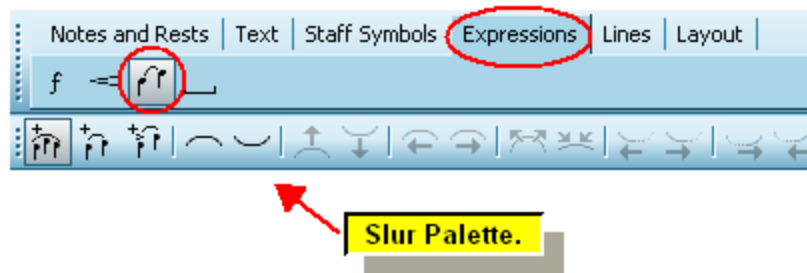 Notes and Rests | Text | Staff Symbols | Expressions | Lines | Layout |
f
Slur Palette.